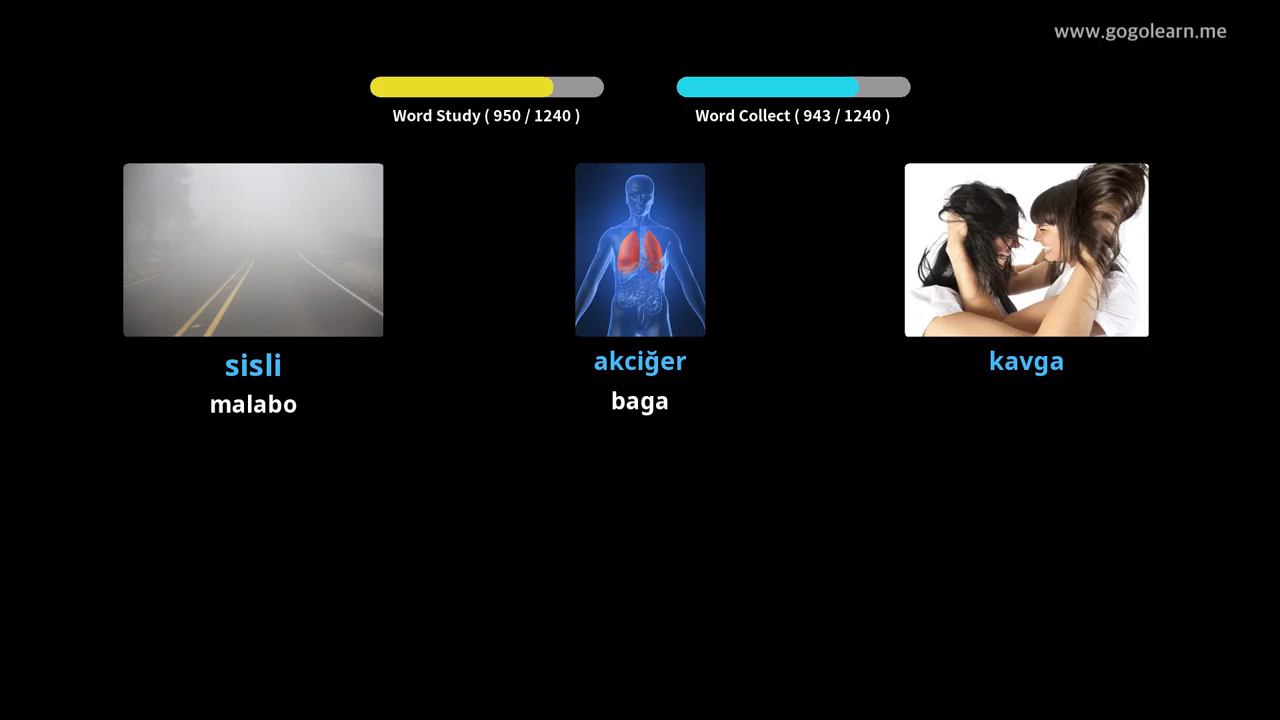 www.gogolearn.me
Word Study ( 950 / 1240 )
Word Collect ( 943 / 1240 )
sisli
malabo
akciğer
baga
kavga